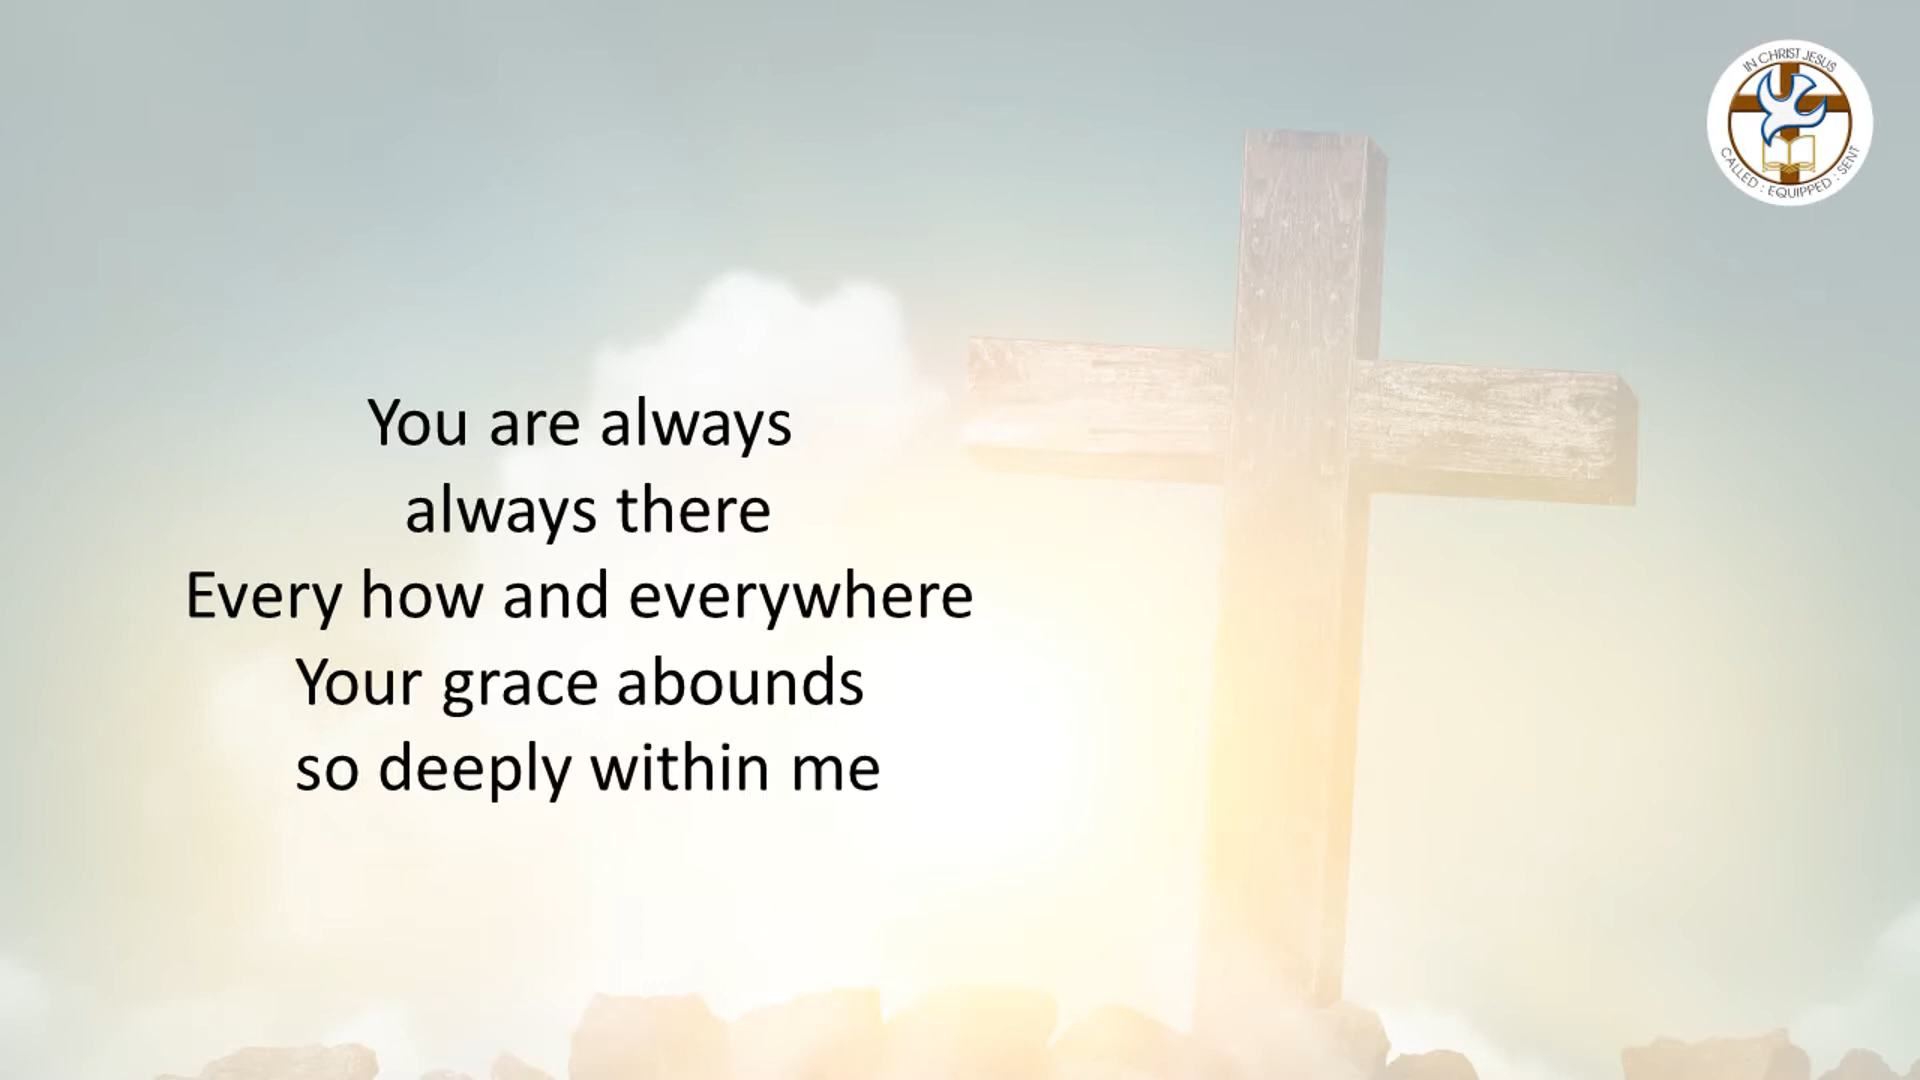 IN CHRIST JESUS
CALLED : EQUIPPED : SENT
You are always
always there
Every how and everywhere
Your grace abounds
so deeply within me